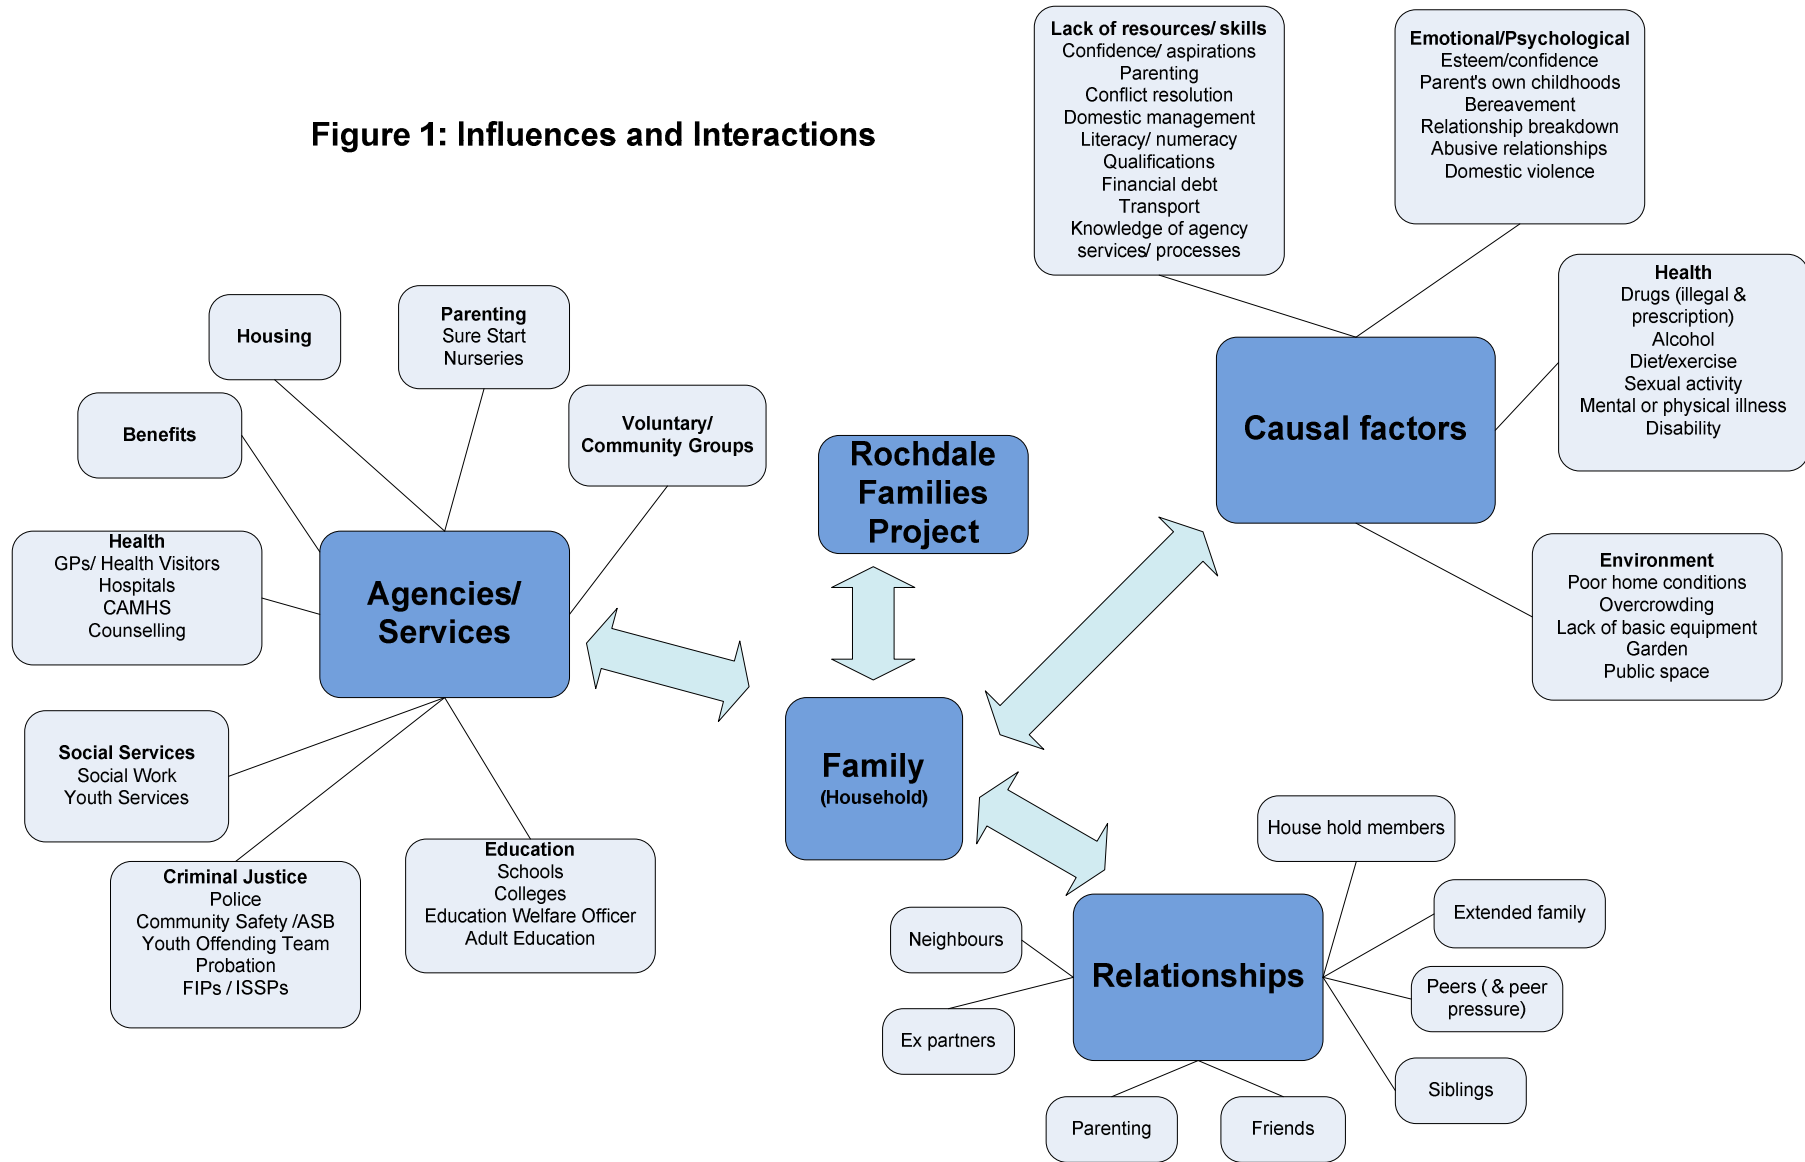 Figure 1: Influences and Interactions
Lack of resources/ skills
Confidence/ aspirations
Parenting
Conflict resolution
Domestic management
Literacy/ numeracy
Qualifications
Financial debt
Transport
Knowledge of agency
services/ processes
Emotional/Psychological
Esteem/confidence
Parent's own childhoods
Bereavement
Relationship breakdown
Abusive relationships
Domestic violence
Health
Drugs (illegal &
prescription)
Alcohol
Diet/exercise
Sexual activity
Mental or physical illness
Disability
Causal factors
Environment
Poor home conditions
Overcrowding
Lack of basic equipment
Garden
Public space
Housing
Parenting
Sure Start
Nurseries
Benefits
Voluntary/
Community Groups
Health
GPs/ Health Visitors
Hospitals
CAMHS
Counselling
Agencies/
Services
Rochdale
Families
Project
Family
(Household)
Social Services
Social Work
Youth Services
Criminal Justice
Police
Community Safety /ASB
Youth Offending Team
Probation
FIPs / ISSPs
Education
Schools
Colleges
Education Welfare Officer
Adult Education
House hold members
Extended family
Neighbours
Relationships
Peers ( & peer
pressure)
Ex partners
Siblings
Parenting
Friends